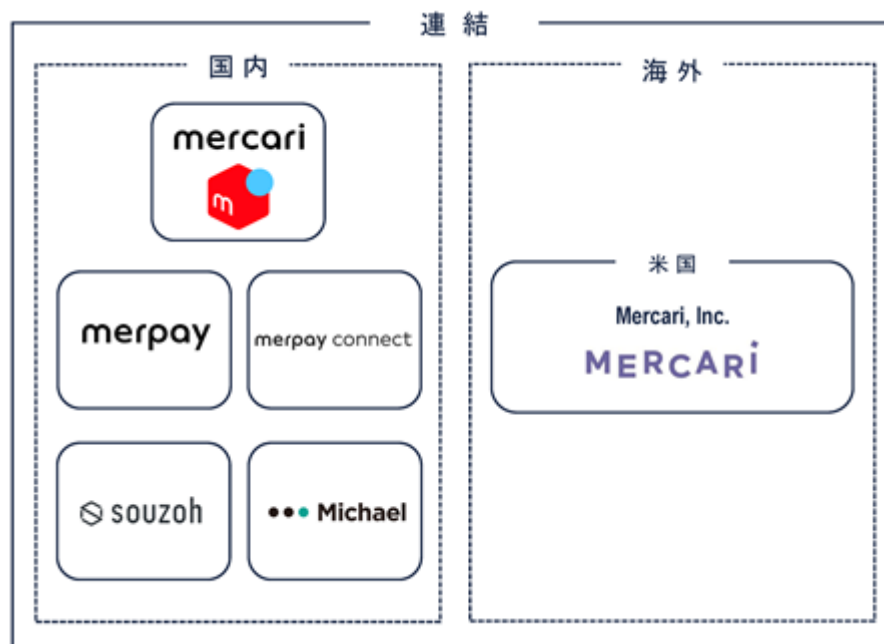 連結
国内
mercari
m
merpay
merpay connect
souzoh
Michael
海外
米国
Mercari, Inc.
MERCARi